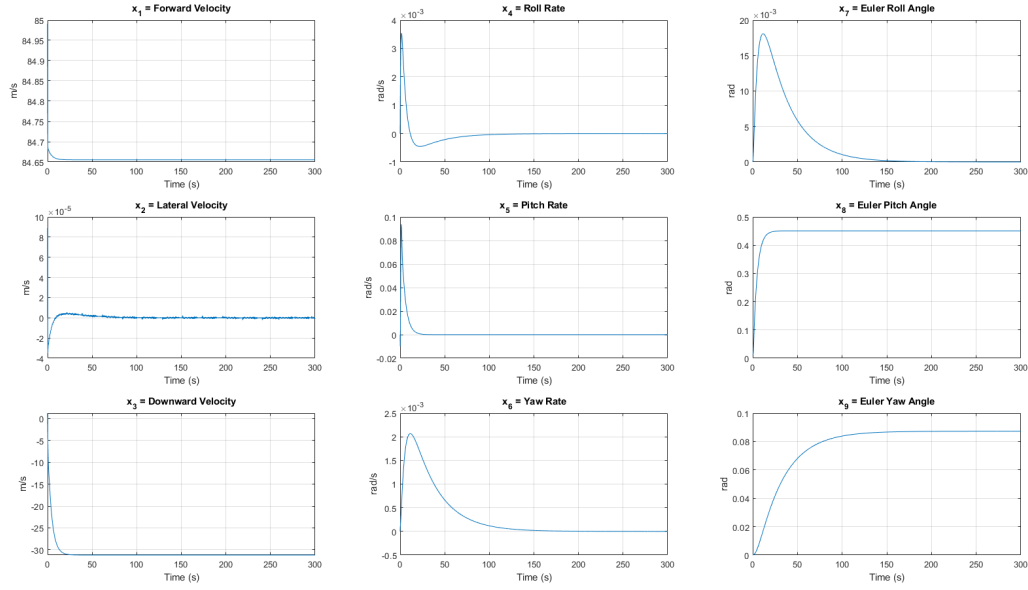 x1 = Forward Velocity
85
84.95
84.9
84.85
84.8
84.75
84.7
84.65
m/s
0 50 100 150 200 250 300
Time (s)
x4 = Roll Rate
×10-3
4
3
2
1
0
-1
rad/s
0 50 100 150 200 250 300
Time (s)
x7 = Euler Roll Angle
×10-3
20
15
10
5
0
rad
0 50 100 150 200 250 300
Time (s)
x2 = Lateral Velocity
×10-5
10
8
6
4
2
0
-2
-4
m/s
0 50 100 150 200 250 300
Time (s)
x5 = Pitch Rate
0.1
0.08
0.06
0.04
0.02
0
-0.02
rad/s
0 50 100 150 200 250 300
Time (s)
x8 = Euler Pitch Angle
0.5
0.4
0.3
0.2
0.1
0
rad
0 50 100 150 200 250 300
Time (s)
x3 = Downward Velocity
0
-5
-10
-15
-20
-25
-30
m/s
0 50 100 150 200 250 300
Time (s)
x6 = Yaw Rate
×10-3
2.5
2
1.5
1
0.5
0
-0.5
rad/s
0 50 100 150 200 250 300
Time (s)
x9 = Euler Yaw Angle
0.1
0.08
0.06
0.04
0.02
0
rad
0 50 100 150 200 250 300
Time (s)